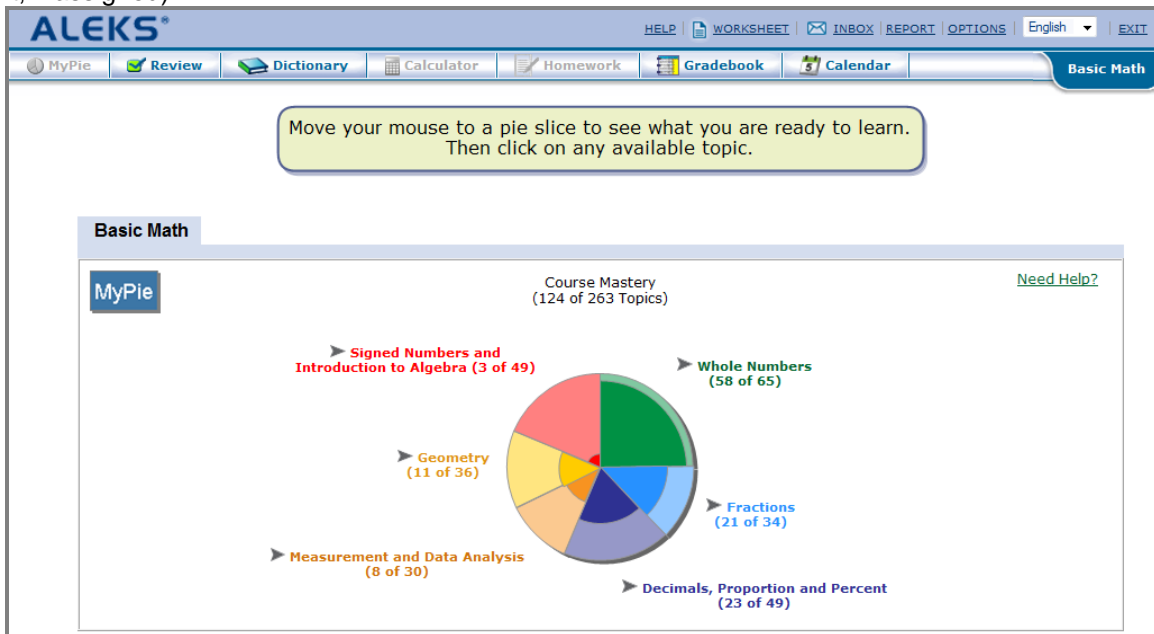 ALEKS®
HELP | WORKSHEET | INBOX | REPORT | OPTIONS | English | EXIT
MyPie Review Dictionary Calculator Homework Gradebook 5 Calendar Basic Math
Move your mouse to a pie slice to see what you are ready to learn.
Then click on any available topic.
Basic Math
MyPie
Course Mastery
(124 of 263 Topics)
Need Help?
Signed Numbers and
Introduction to Algebra (3 of 49)
Whole Numbers
(58 of 65)
Geometry
(11 of 36)
Fractions
(21 of 34)
Measurement and Data Analysis
(8 of 30)
Decimals, Proportion and Percent
(23 of 49)